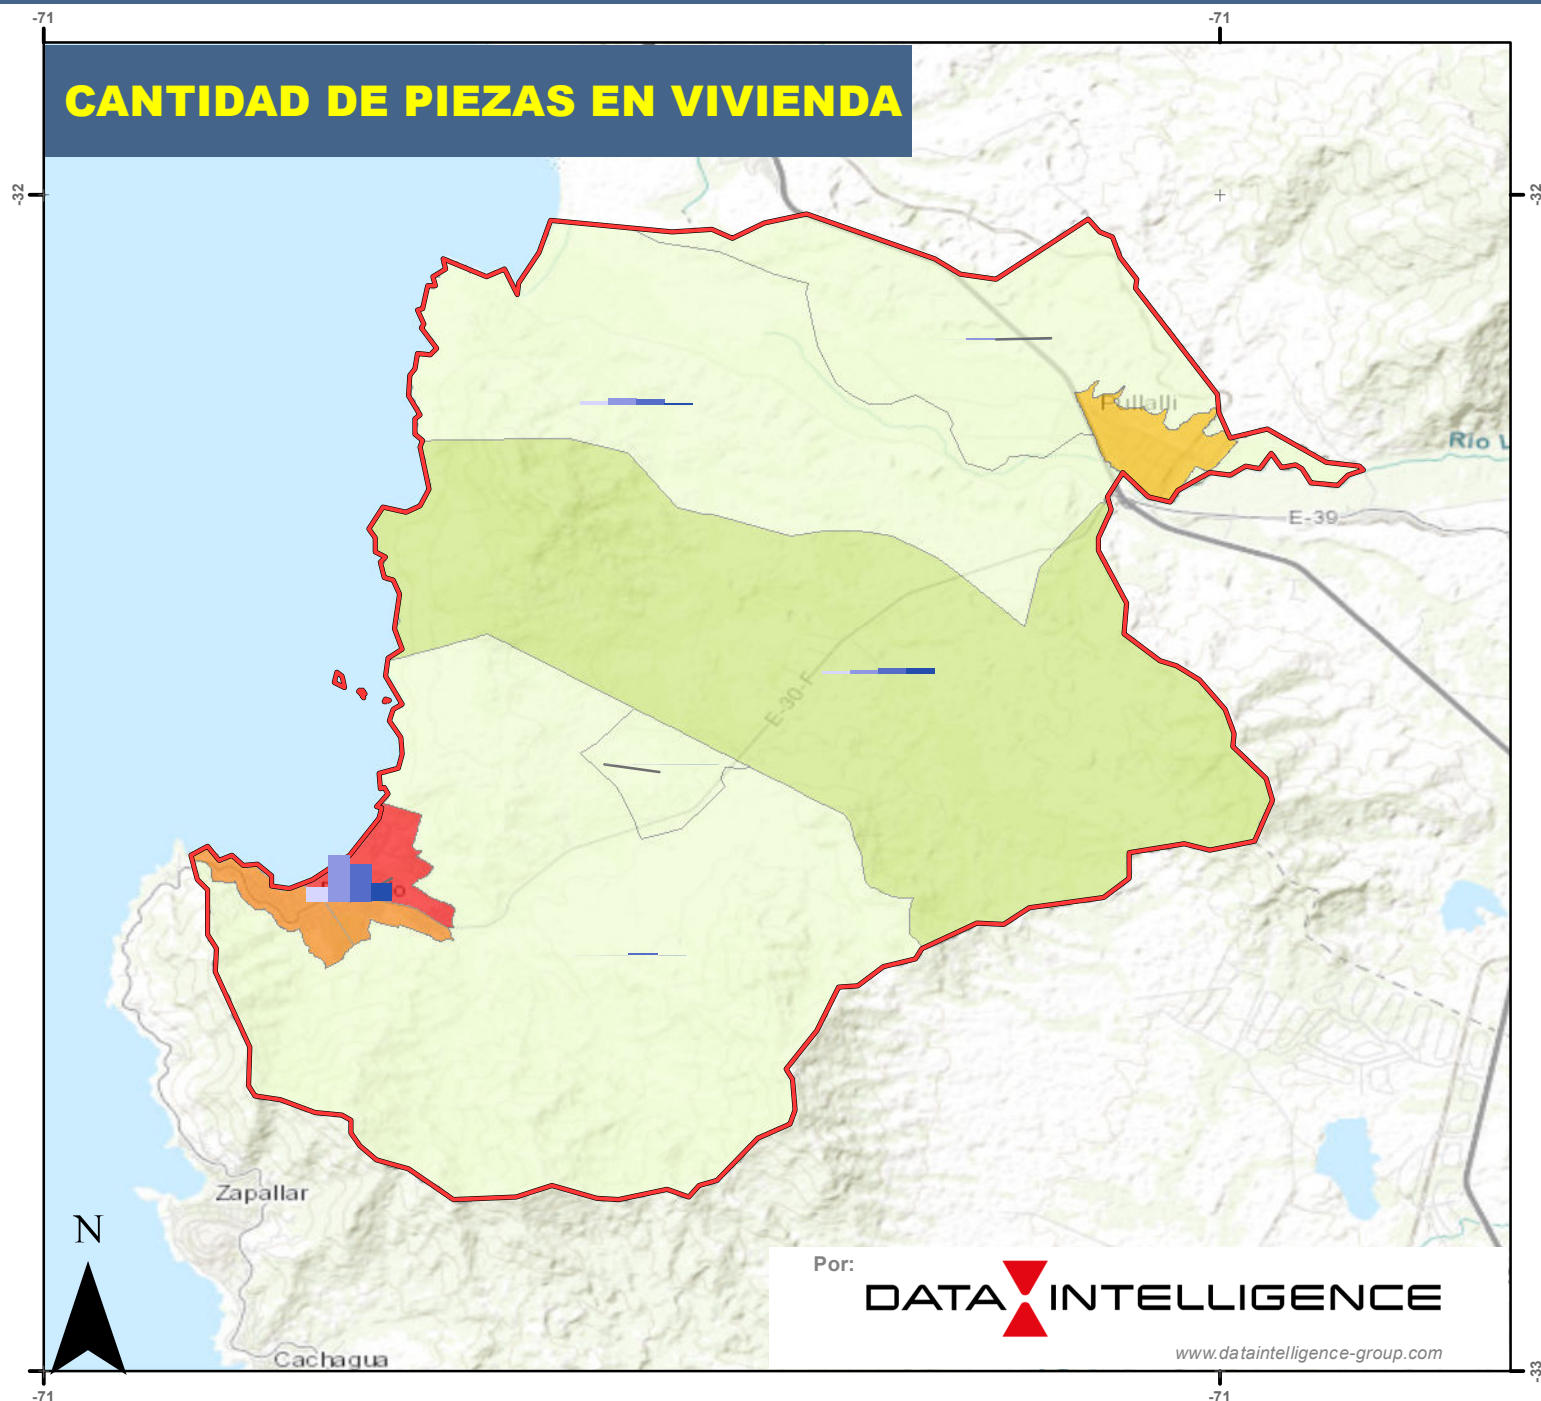 -71
-71
CANTIDAD DE PIEZAS EN VIVIENDA
-32
-32
Pullalli
Río L
E-39
E-30-F
Zapallar
N
Por:
DATA INTELLIGENCE
www.dataintelligence-group.com
Cachagua
-33
-71
-71